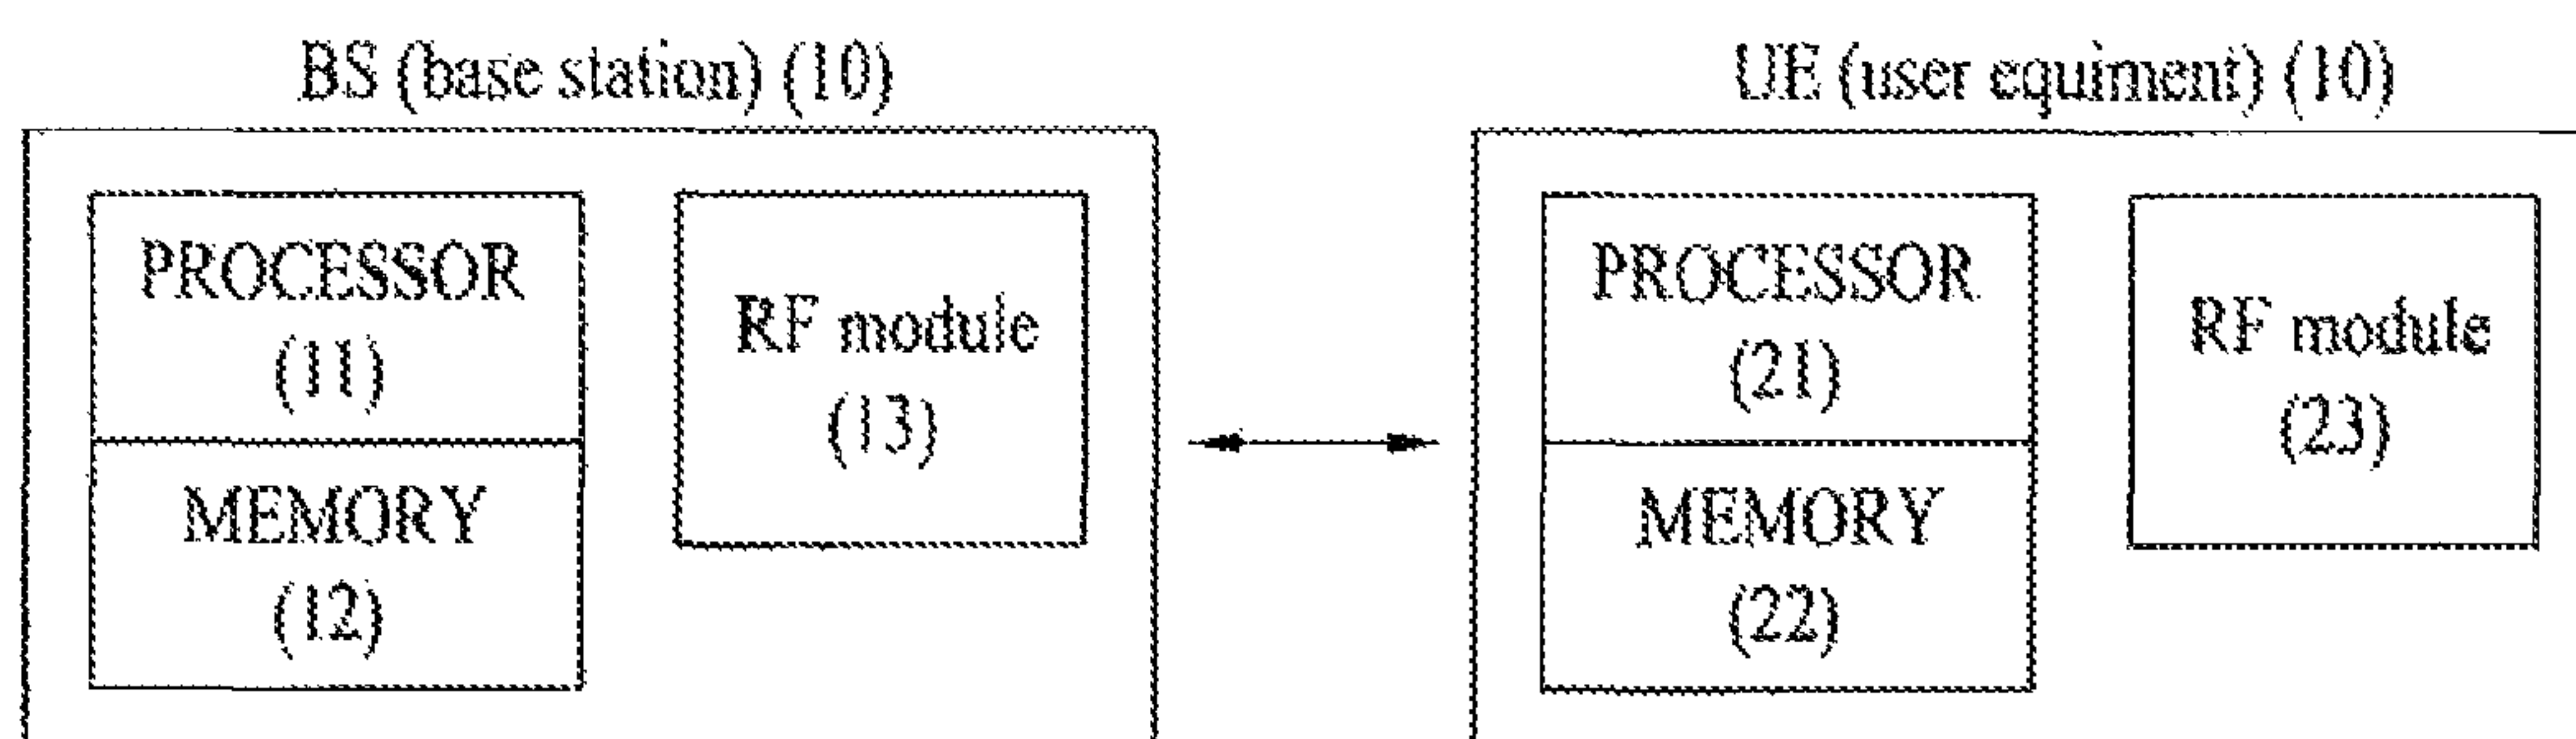 BS (base station) (10)
PROCESSOR
(11)
MEMORY
(12)
RF module
(13)
UE (user equiment) (10)
PROCESSOR
(21)
MEMORY
(22)
RF module
(23)